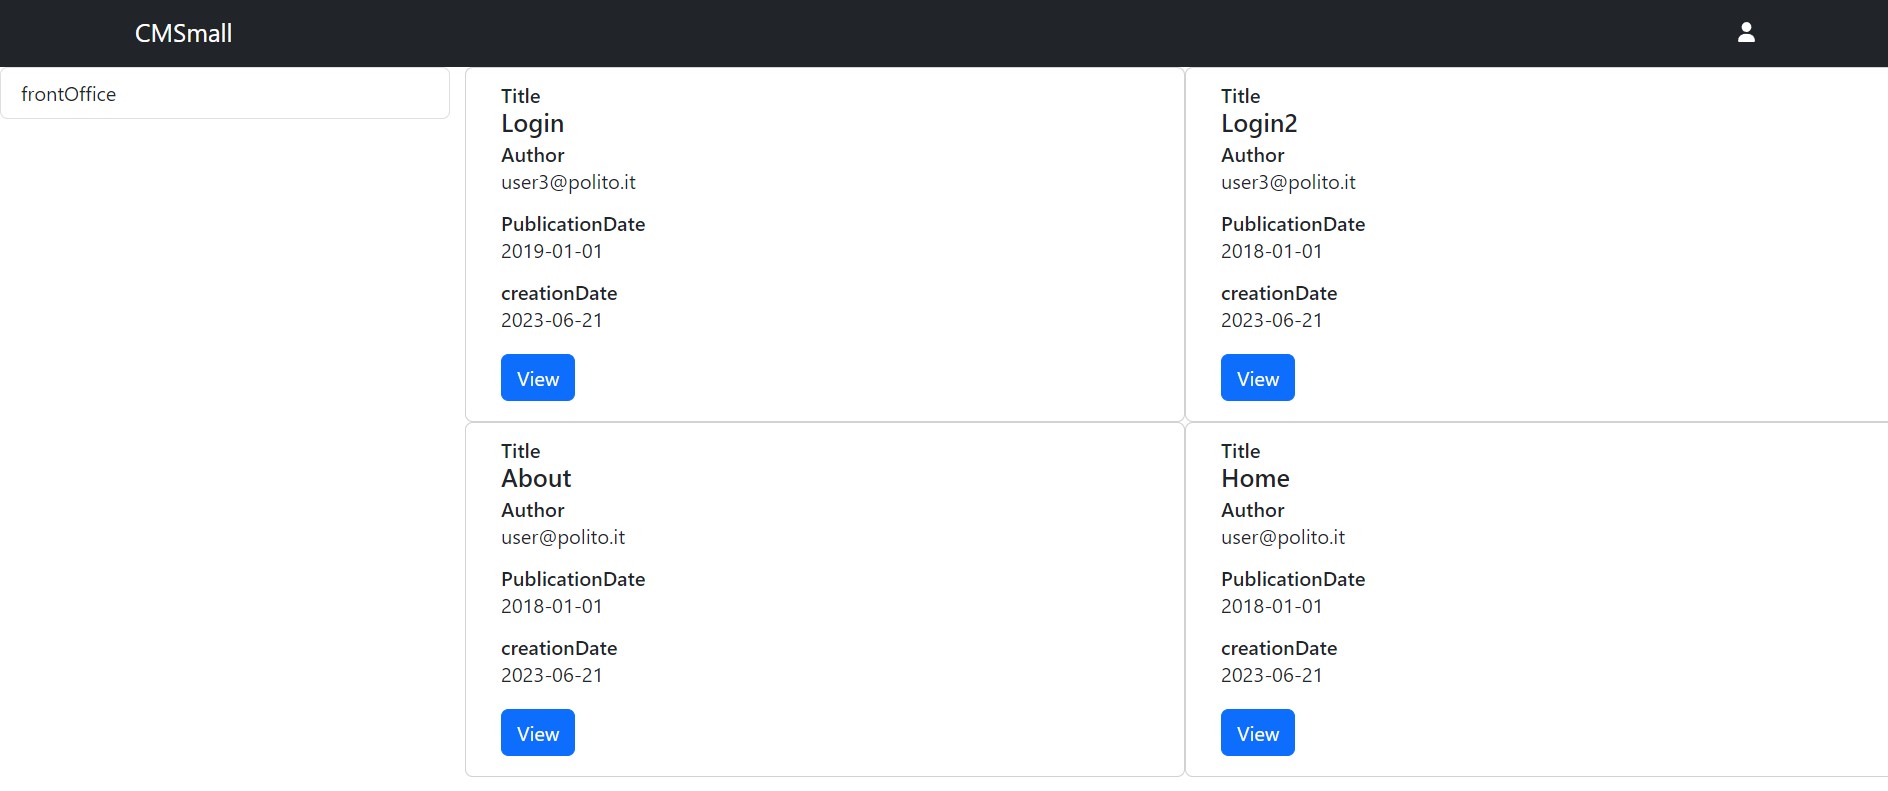 CMSmall
frontOffice
Title
Login
Author
user3@polito.it
PublicationDate
2019-01-01
creationDate
2023-06-21
View
Title
Login2
Author
user3@polito.it
PublicationDate
2018-01-01
creationDate
2023-06-21
View
Title
About
Author
user@polito.it
PublicationDate
2018-01-01
creationDate
2023-06-21
View
Title
Home
Author
user@polito.it
PublicationDate
2018-01-01
creationDate
2023-06-21
View